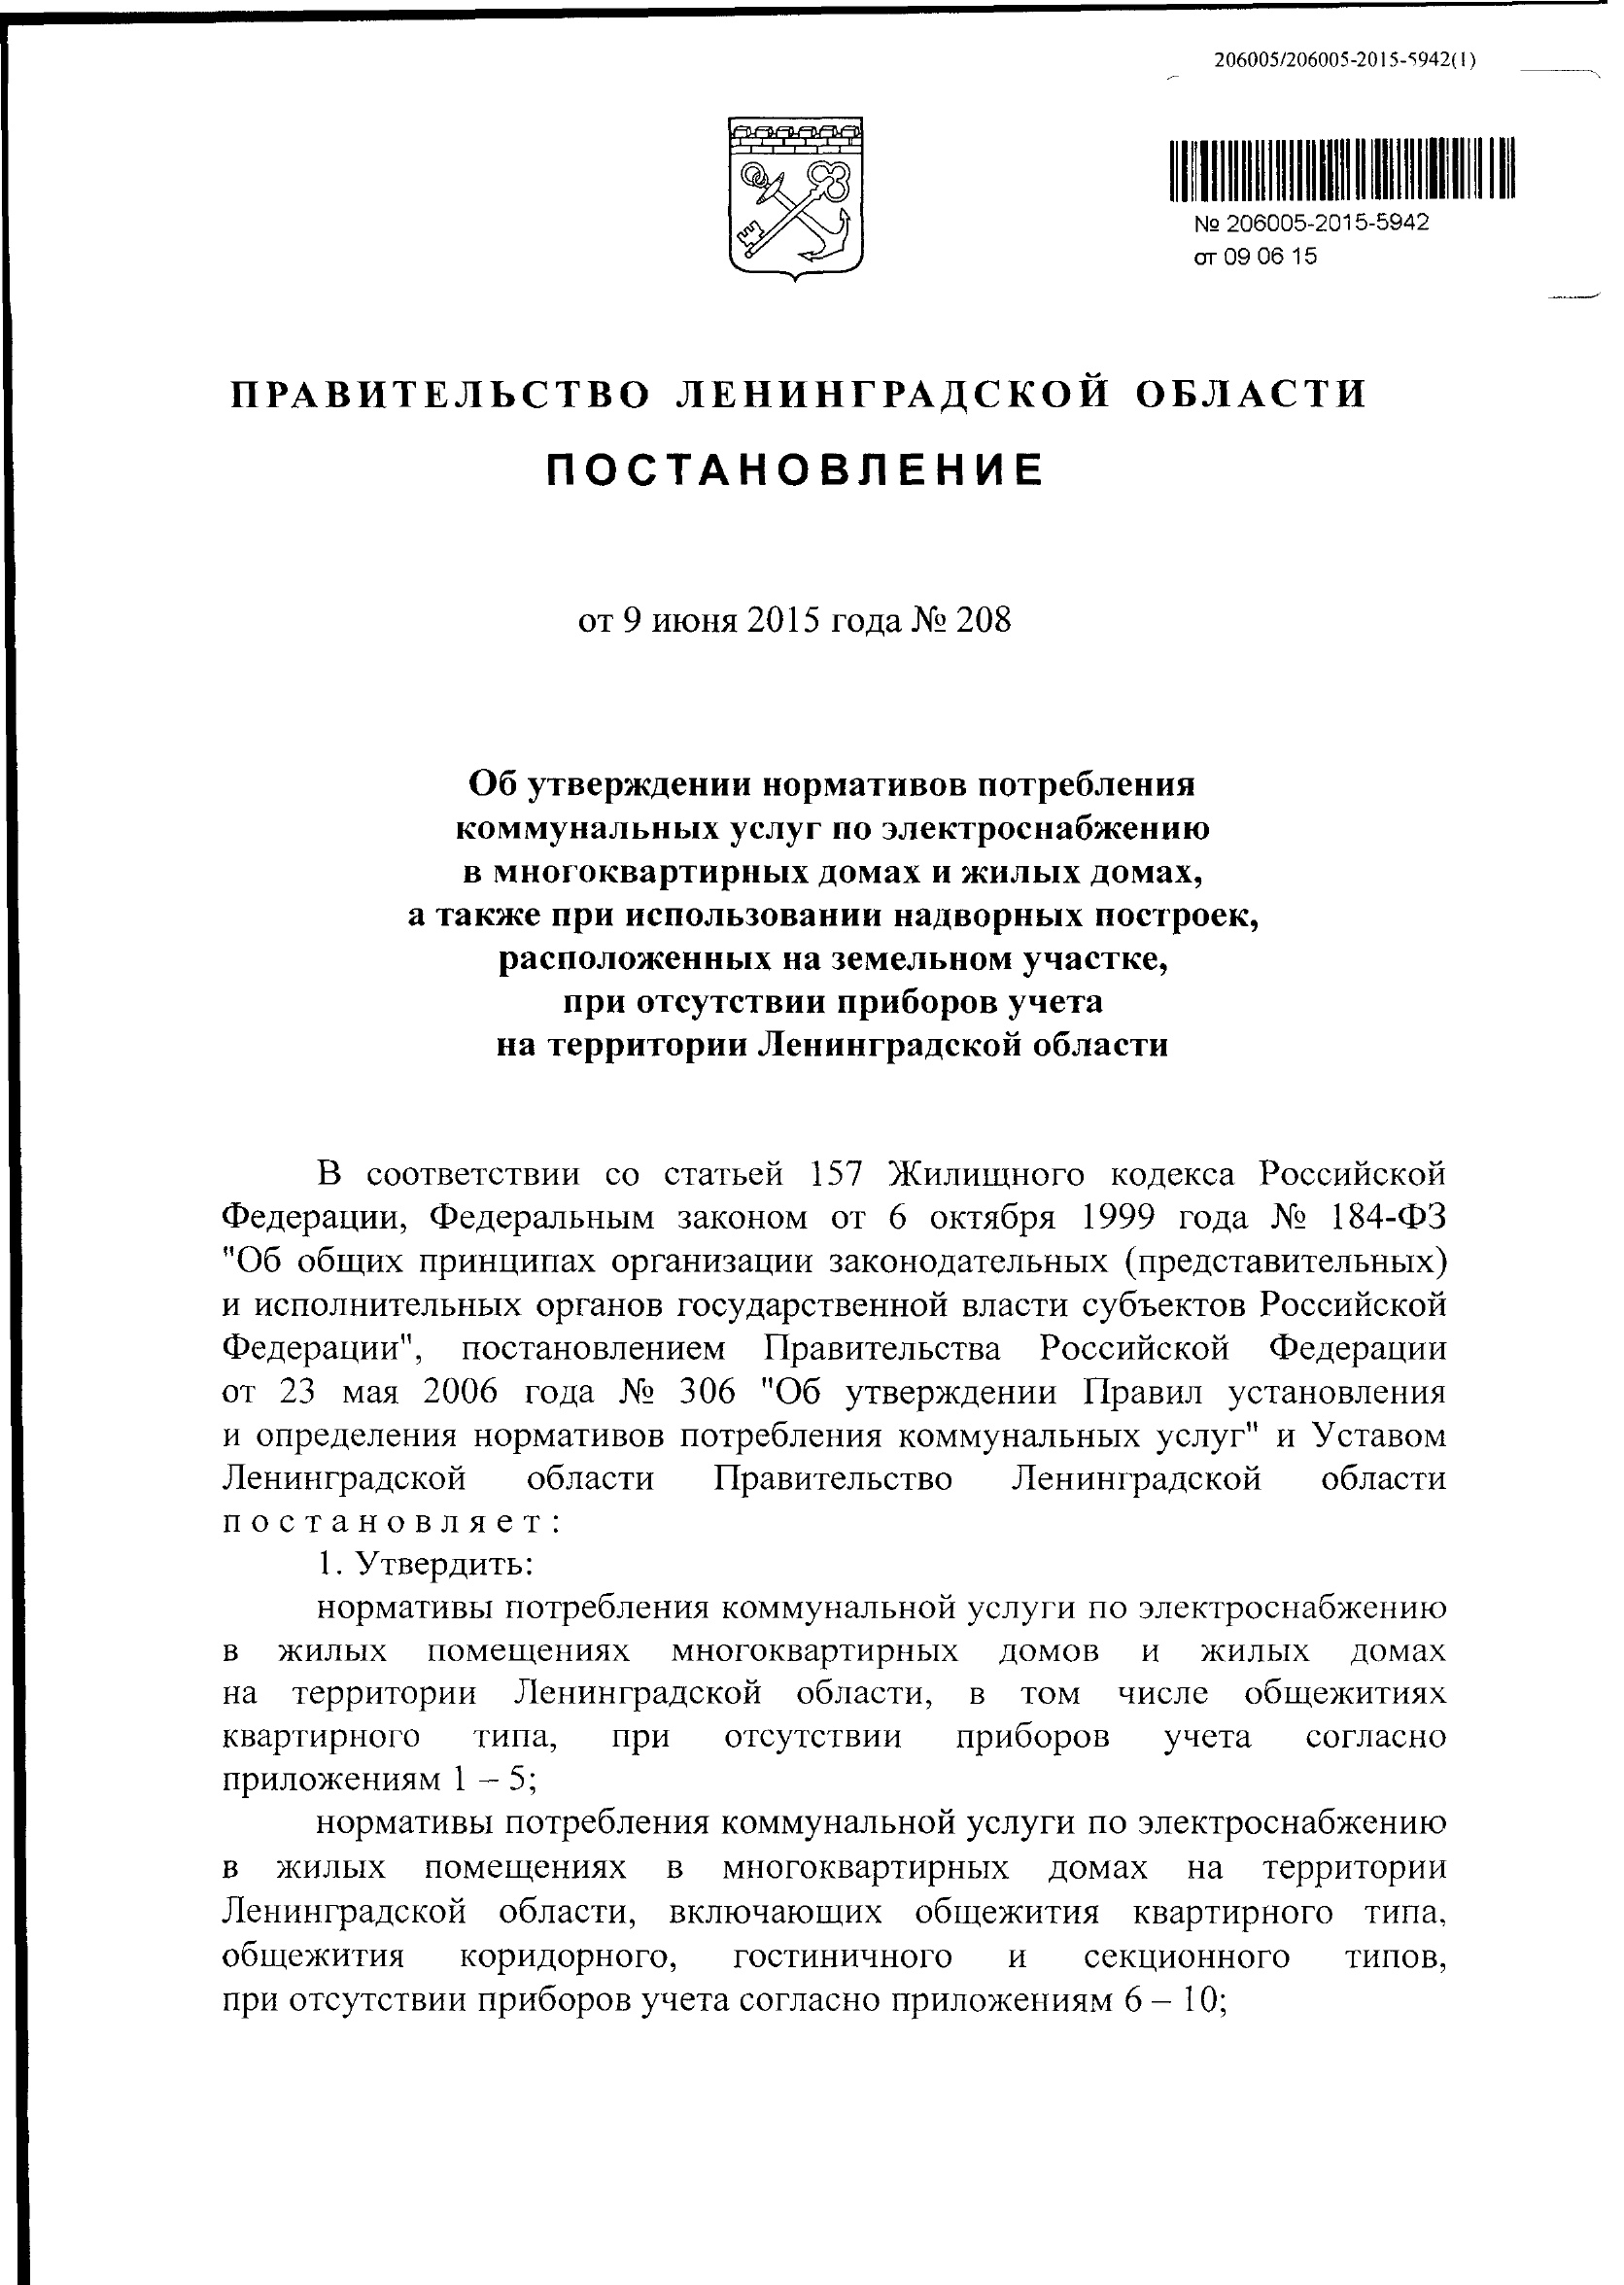 206005/206005-2015-5942(1)
№ 206005-2015-5942
от 09 06 15
ПРАВИТЕЛЬСТВО ЛЕНИНГРАДСКОЙ ОБЛАСТИ
ПОСТАНОВЛЕНИЕ
от 9 июня 2015 года № 208
Об утверждении нормативов потребления
коммунальных услуг по электроснабжению
в многоквартирных домах и жилых домах,
а также при использовании надворных построек,
расположенных на земельном участке,
при отсутствии приборов учета
на территории Ленинградской области
В соответствии со статьей 157 Жилищного кодекса Российской
Федерации, Федеральным законом от 6 октября 1999 года № 184-ФЗ
"Об общих принципах организации законодательных (представительных)
и исполнительных органов государственной власти субъектов Российской
Федерации", постановлением Правительства Российской Федерации
от 23 мая 2006 года № 306 "Об утверждении Правил установления
и определения нормативов потребления коммунальных услуг" и Уставом
Ленинградской области Правительство Ленинградской области
п о с т а н о в л я е т :
1. Утвердить:
нормативы потребления коммунальной услуги по электроснабжению
в жилых помещениях многоквартирных домов и жилых домах
на территории Ленинградской области, в том числе общежитиях
квартирного типа, при отсутствии приборов учета согласно
приложениям 1 – 5;
нормативы потребления коммунальной услуги по электроснабжению
в жилых помещениях в многоквартирных домах на территории
Ленинградской области, включающих общежития квартирного типа,
общежития коридорного, гостиничного и секционного типов,
при отсутствии приборов учета согласно приложениям 6 – 10;